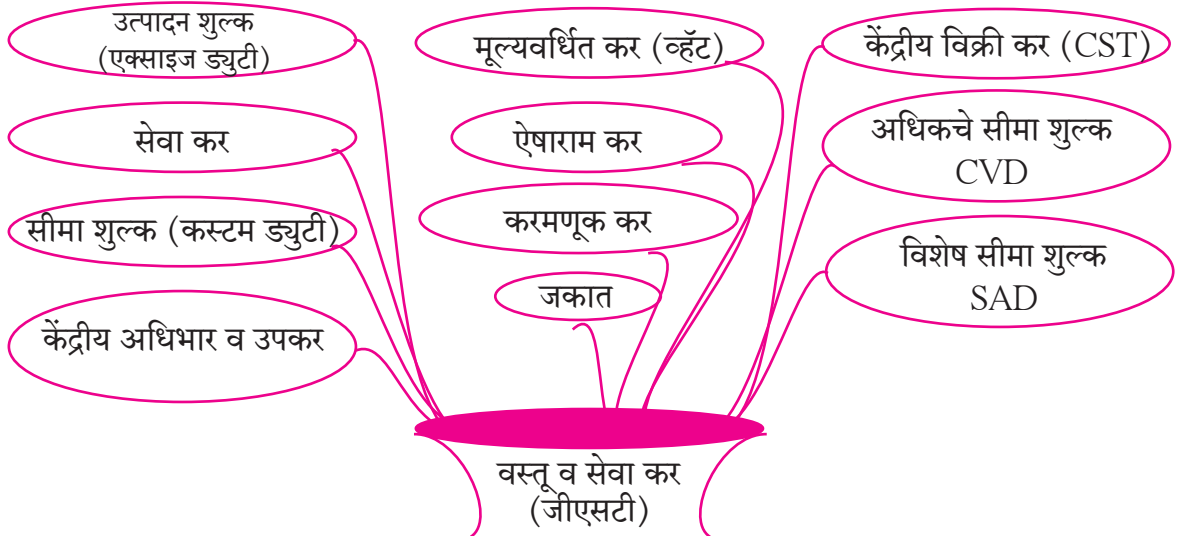 उत्पादन शुल्क
(एक्साइज ड्युटी)
सेवा कर
सीमा शुल्क (कस्टम ड्युटी)
केंद्रीय अधिभार व उपकर
मूल्यवर्धित कर (व्हॅट)
ऐषाराम कर
करमणूक कर
जकात
केंद्रीय विक्री कर (CST)
अधिकचे सीमा शुल्क
CVD
विशेष सीमा शुल्क
SAD
वस्तू व सेवा कर
(जीएसटी)